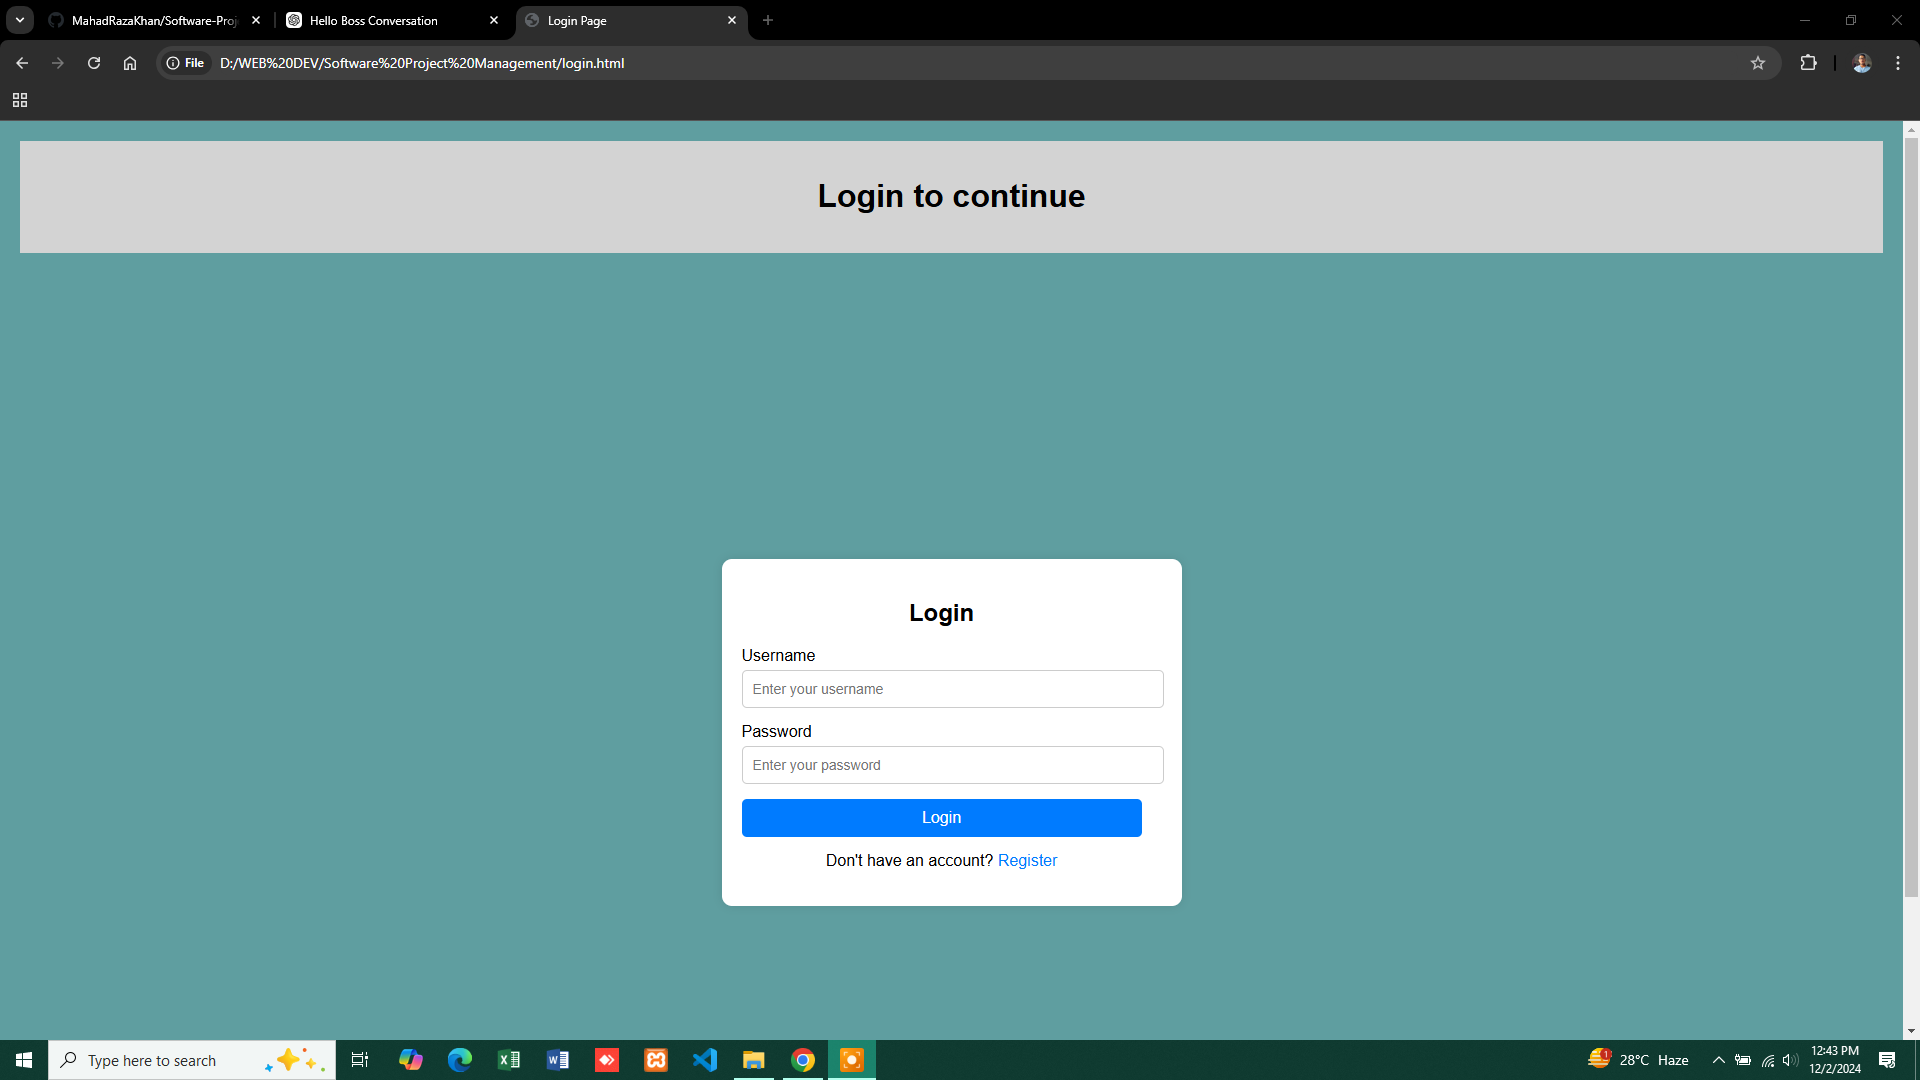 MahadRazaKhan/Software-Proj
Hello Boss Conversation
Login Page
File
D:/WEB%20DEV/Software%20Project%20Management/login.html
Login to continue
Login
Username
Enter your username
Password
Enter your password
Login
Don't have an account? Register
Type here to search
1
28°C Haze
12:43 PM
12/2/2024